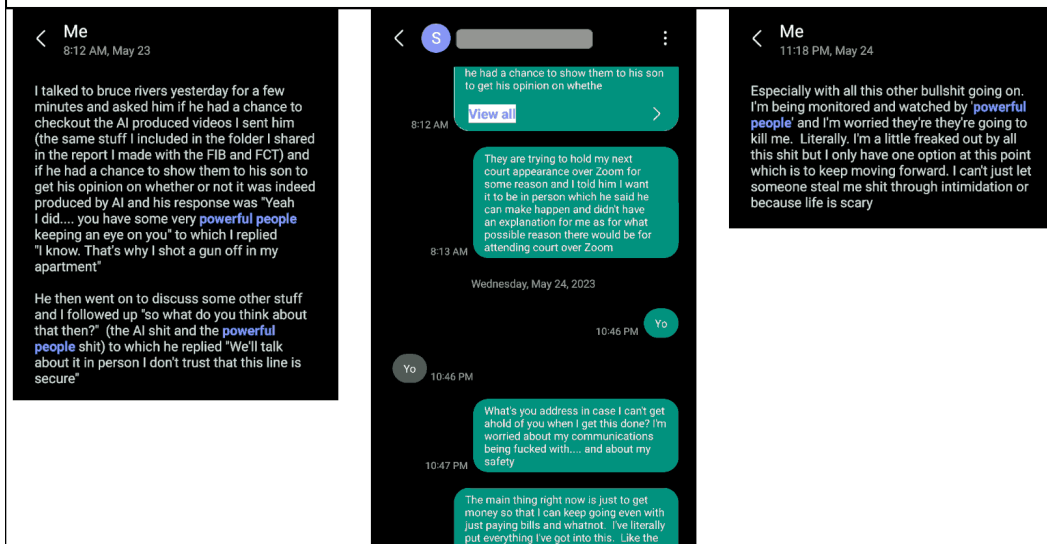 Me
8:12 AM, May 23
I talked to bruce rivers yesterday for a few
minutes and asked him if he had a chance to
checkout the AI produced videos I sent him
(the same stuff I included in the folder I shared
in the report I made with the FIB and FCT) and
if he had a chance to show them to his son to
get his opinion on whether or not it was indeed
produced by AI and his response was "Yeah
I did.... you have some very powerful people
keeping an eye on you" to which I replied
"I know. That's why I shot a gun off in my
apartment"
He then went on to discuss some other stuff
and I followed up "so what do you think about
that then?"  (the AI shit and the powerful
people shit) to which he replied "We'll talk
about it in person I don't trust that this line is
secure"
S
he had a chance to show them to his son
to get his opinion on whethe
View all
8:12 AM
They are trying to hold my next
court appearance over Zoom for
some reason and I told him I want
it to be in person which he said he
can make happen and didn't have
an explanation for me as for what
possible reason there would be for
attending court over Zoom
8:13 AM
Wednesday, May 24, 2023
Yo
10:46 PM
Yo
10:46 PM
What's you address in case I can't get
ahold of you when I get this done? I'm
worried about my communications
being fucked with.... and about my
safety
10:47 PM
The main thing right now is just to get
money so that I can keep going even with
just paying bills and whatnot.  I've literally
put everything I've got into this.  Like the
Me
11:18 PM, May 24
Especially with all this other bullshit going on.
I'm being monitored and watched by 'powerful
people' and I'm worried they're they're going to
kill me.  Literally. I'm a little freaked out by all
this shit but I only have one option at this point
which is to keep moving forward. I can't just let
someone steal me shit through intimidation or
because life is scary